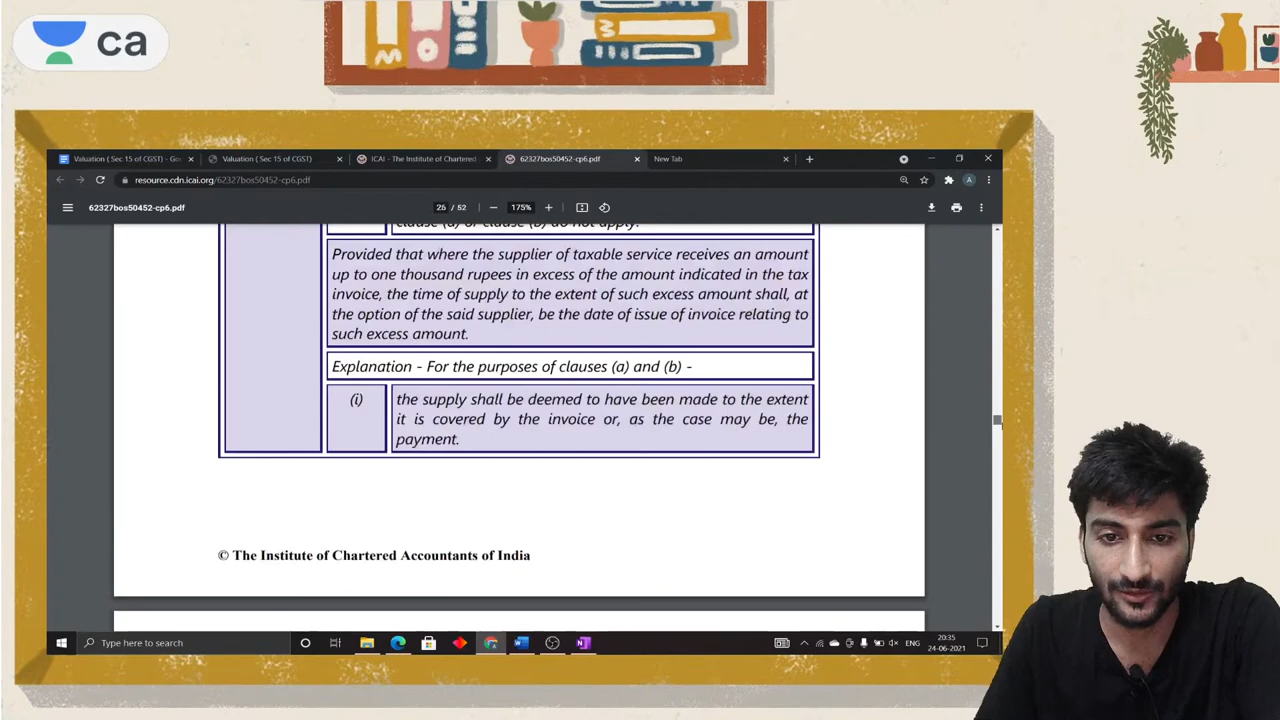 ca
Valuation ( Sec 15 of CGST) - Go
Valuation ( Sec 15 of CGST)
ICAI - The Institute of Chartered
62327bos50452-cp6.pdf
New Tab
resource.cdn.icai.org/62327bos50452-cp6.pdf
A
62327bos50452-cp6.pdf
26 / 52
175%
clause (a) or clause (b) do not apply.
Provided that where the supplier of taxable service receives an amount
up to one thousand rupees in excess of the amount indicated in the tax
invoice, the time of supply to the extent of such excess amount shall, at
the option of the said supplier, be the date of issue of invoice relating to
such excess amount.
Explanation - For the purposes of clauses (a) and (b) -
(i)
the supply shall be deemed to have been made to the extent
it is covered by the invoice or, as the case may be, the
payment.
© The Institute of Chartered Accountants of India
Type here to search
ENG
20:35
24-06-2021